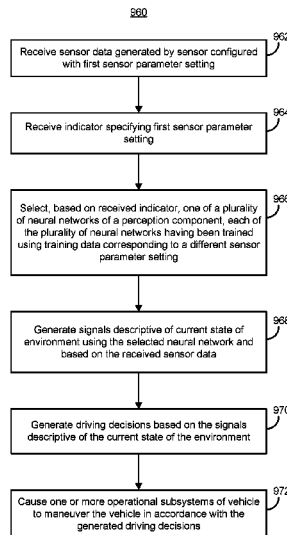 960
962
Receive sensor data generated by sensor configured
with first sensor parameter setting
964
Receive indicator specifying first sensor parameter
setting
966
Select, based on received indicator, one of a plurality
of neural networks of a perception component, each of
the plurality of neural networks having been trained
using training data corresponding to a different sensor
parameter setting
968
Generate signals descriptive of current state of
environment using the selected neural network and
based on the received sensor data
970
Generate driving decisions based on the signals
descriptive of the current state of the environment
972
Cause one or more operational subsystems of vehicle
to maneuver the vehicle in accordance with the
generated driving decisions